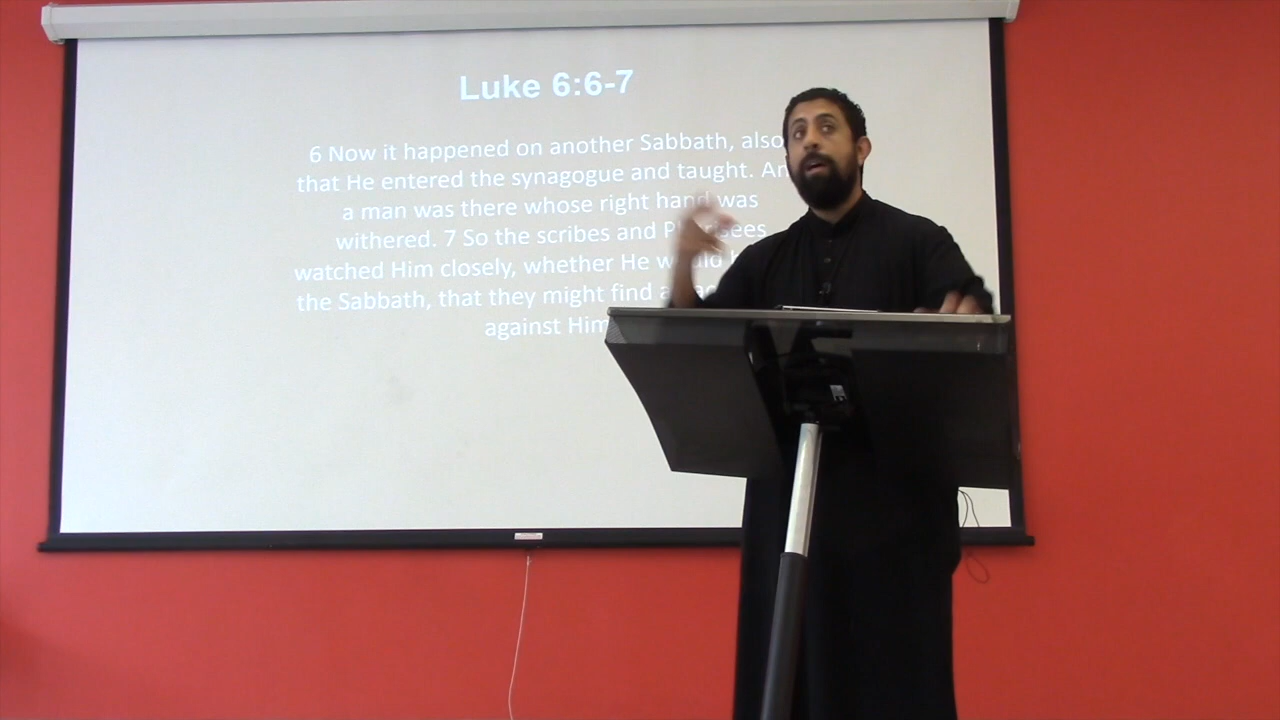 Luke 6:6-7
6 Now it happened on another Sabbath, also
that He entered the synagogue and taught.
a man was there whose right hand was
withered. 7 So the scribes and
watched Him closely, whether He would
the Sabbath, that they might find
against Him